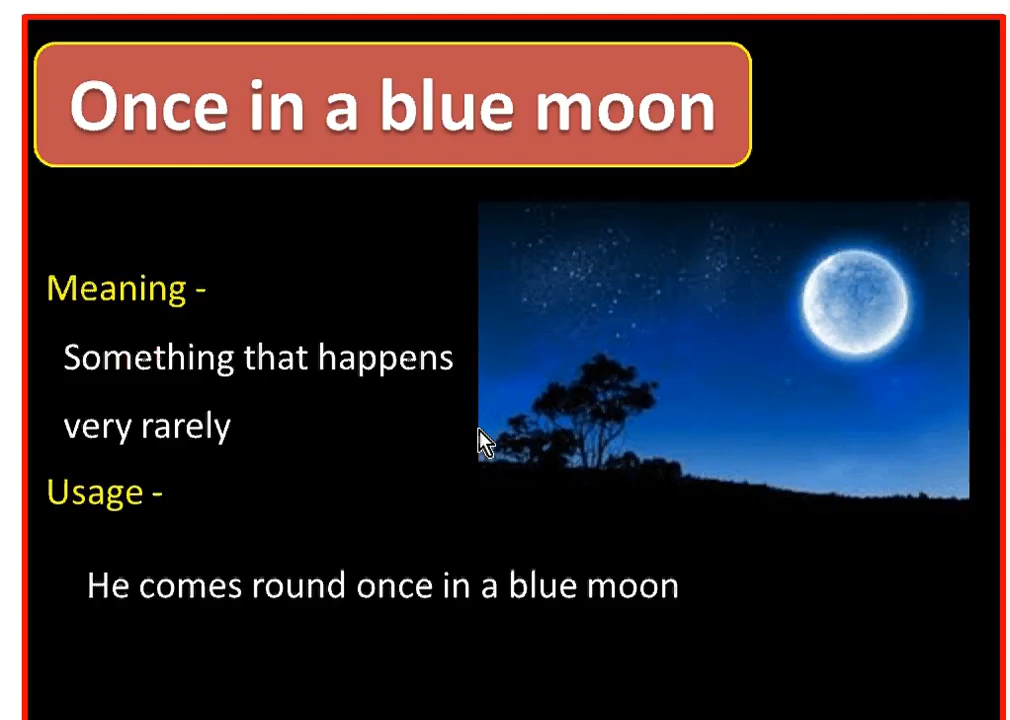 Once in a blue moon
Meaning -
Something that happens
very rarely
Usage -
He comes round once in a blue moon